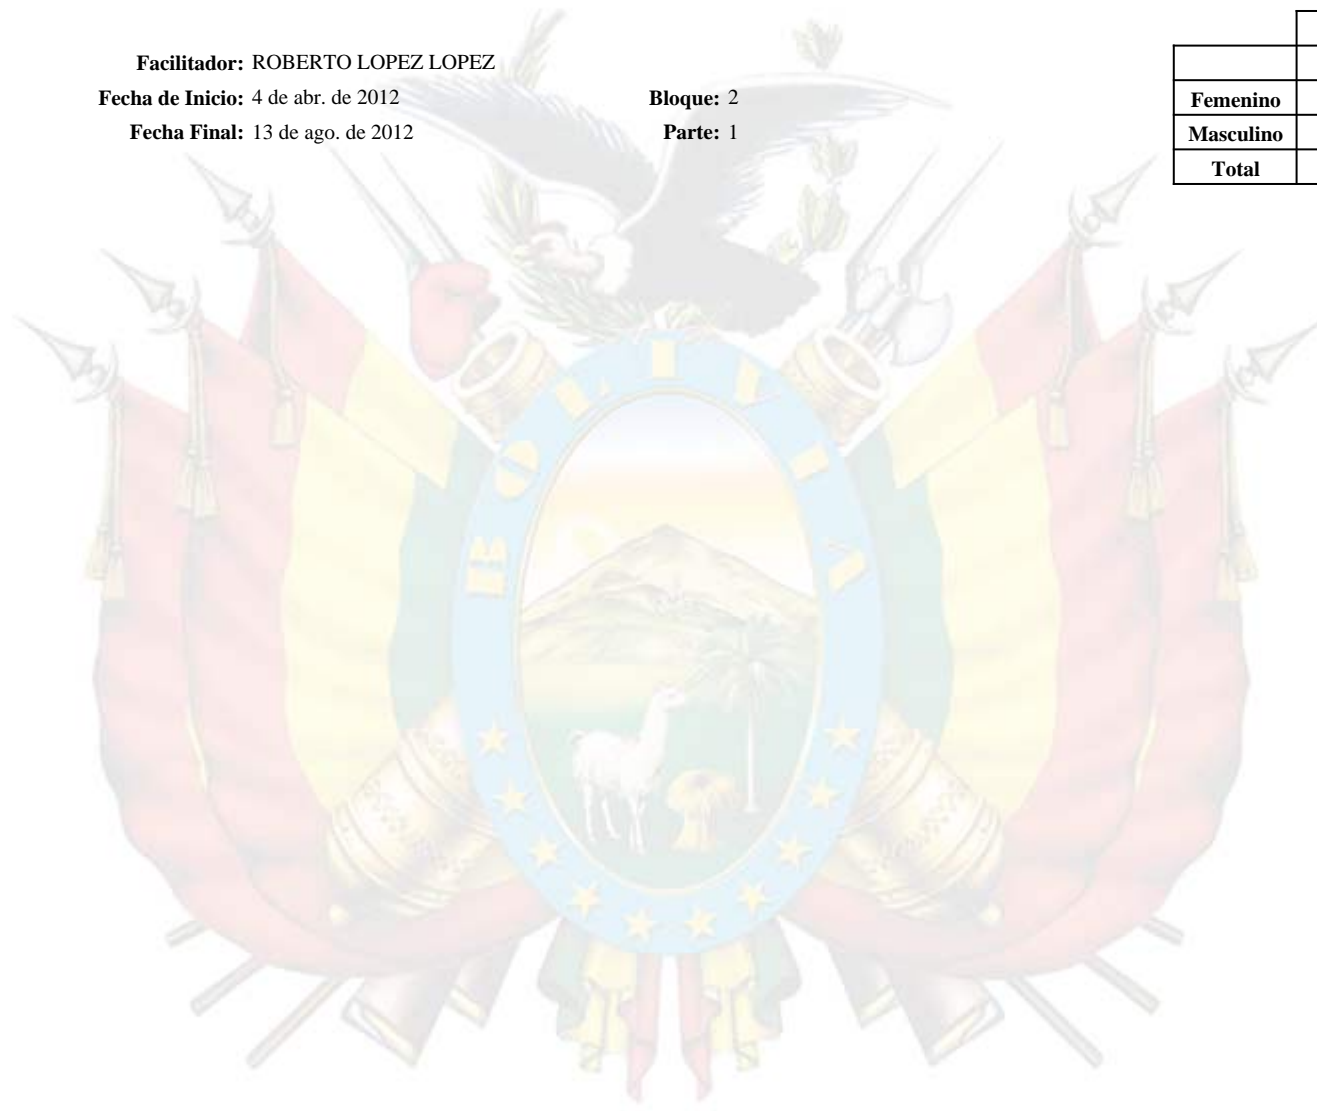 Facilitador: ROBERTO LOPEZ LOPEZ
Fecha de Inicio: 4 de abr. de 2012 Bloque: 2
Fecha Final: 13 de ago. de 2012 Parte: 1
Femenino
Masculino
Total
BOLIVIA